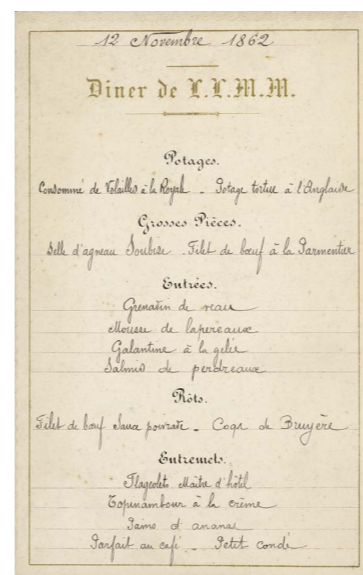 12 Novembre 1862
Diner de L.L.M.M.
Potages.
Consommé de Volailles à la Royale - Potage tortue à l'Anglaise
Grosses Pièces.
Selle d'agneau Soubise - Filet de bœuf à la Parmentier
Entrées.
Grenatin de veau
Mousse de lapereaux
Galantine à la gelée
Salmis de perdreaux
Rôts.
Filet de bœuf Sauce poivrate - Coqs de Bruyère
Entremets.
Flageolets Maître d'hôtel
Topinambour à la crème
Pains d'ananas
Parfait au café - Petit condé